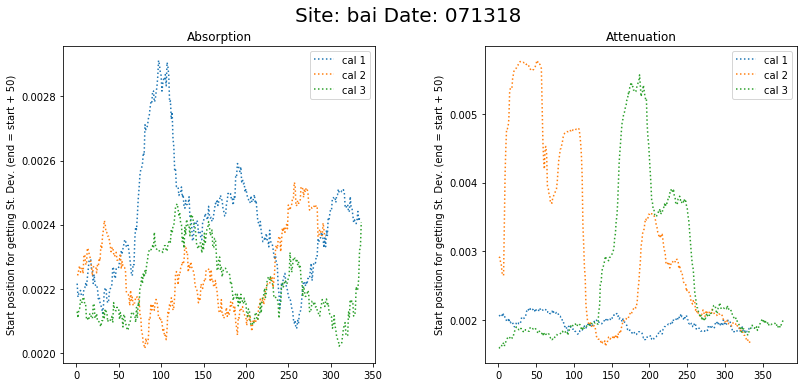 Site: bai Date: 071318
Absorption
Start position for getting St. Dev. (end = start + 50)
0.0028
0.0026
0.0024
0.0022
0.0020
cal 1
cal 2
cal 3
0 50 100 150 200 250 300 350
Attenuation
Start position for getting St. Dev. (end = start + 50)
0.005
0.004
0.003
0.002
cal 1
cal 2
cal 3
0 50 100 150 200 250 300 350